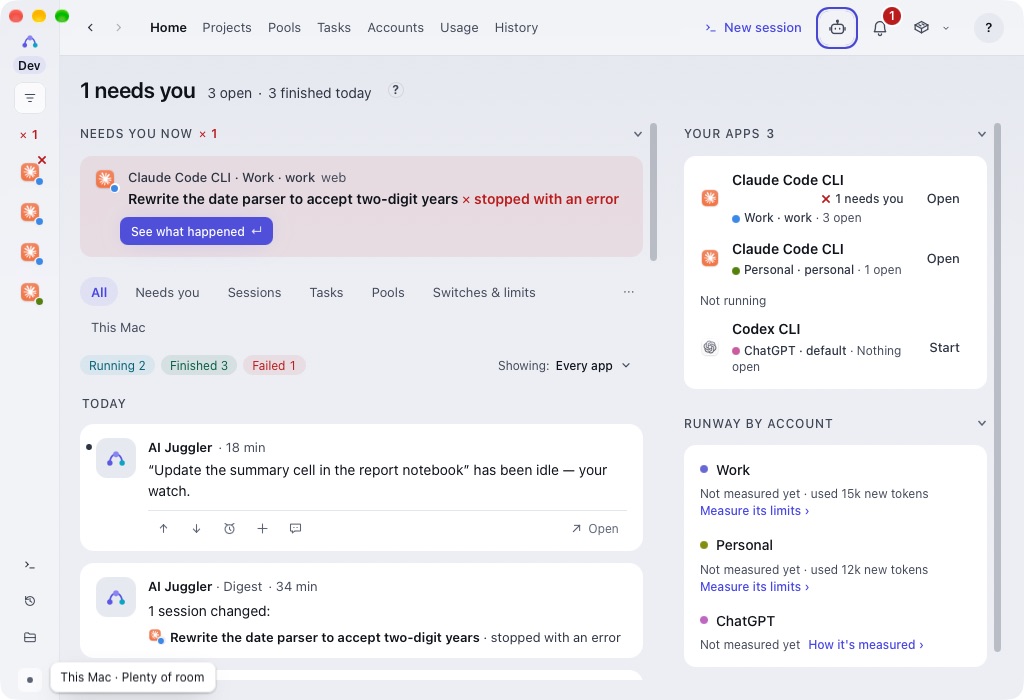 Home Projects Pools Tasks Accounts Usage History
New session
1
?
Dev
× 1
1 needs you 3 open · 3 finished today ?
NEEDS YOU NOW × 1
Claude Code CLI · Work · work web
Rewrite the date parser to accept two-digit years × stopped with an error
See what happened ↵
All Needs you Sessions Tasks Pools Switches & limits ···
This Mac
Running 2 Finished 3 Failed 1
Showing: Every app
TODAY
AI Juggler · 18 min
“Update the summary cell in the report notebook” has been idle — your
watch.
Open
AI Juggler · Digest · 34 min
1 session changed:
Rewrite the date parser to accept two-digit years · stopped with an error
This Mac · Plenty of room
YOUR APPS 3
Claude Code CLI
× 1 needs you
Open
Work · work · 3 open
Claude Code CLI
Open
Personal · personal · 1 open
Not running
Codex CLI
ChatGPT · default · Nothing
open
Start
RUNWAY BY ACCOUNT
Work
Not measured yet · used 15k new tokens
Measure its limits ›
Personal
Not measured yet · used 12k new tokens
Measure its limits ›
ChatGPT
Not measured yet How it's measured ›